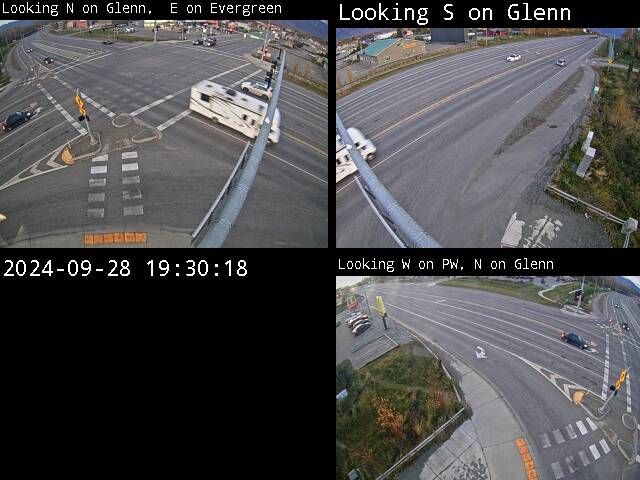 Looking N on Glenn, E on Evergreen
Looking S on Glenn
2024-09-28 19:30:18
Looking W on PW, N on Glenn